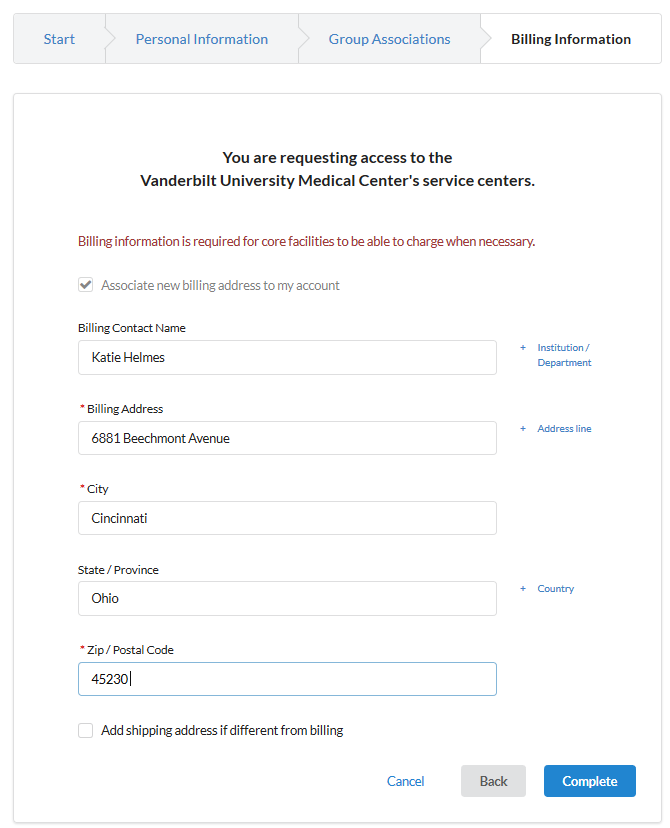 Start
Personal Information
Group Associations
Billing Information
You are requesting access to the
Vanderbilt University Medical Center's service centers.
Billing information is required for core facilities to be able to charge when necessary.
Associate new billing address to my account
Billing Contact Name
Katie Helmes
+ Institution /
Department
* Billing Address
6881 Beechmont Avenue
+ Address line
* City
Cincinnati
State / Province
Ohio
+ Country
* Zip / Postal Code
45230
Add shipping address if different from billing
Cancel
Back
Complete